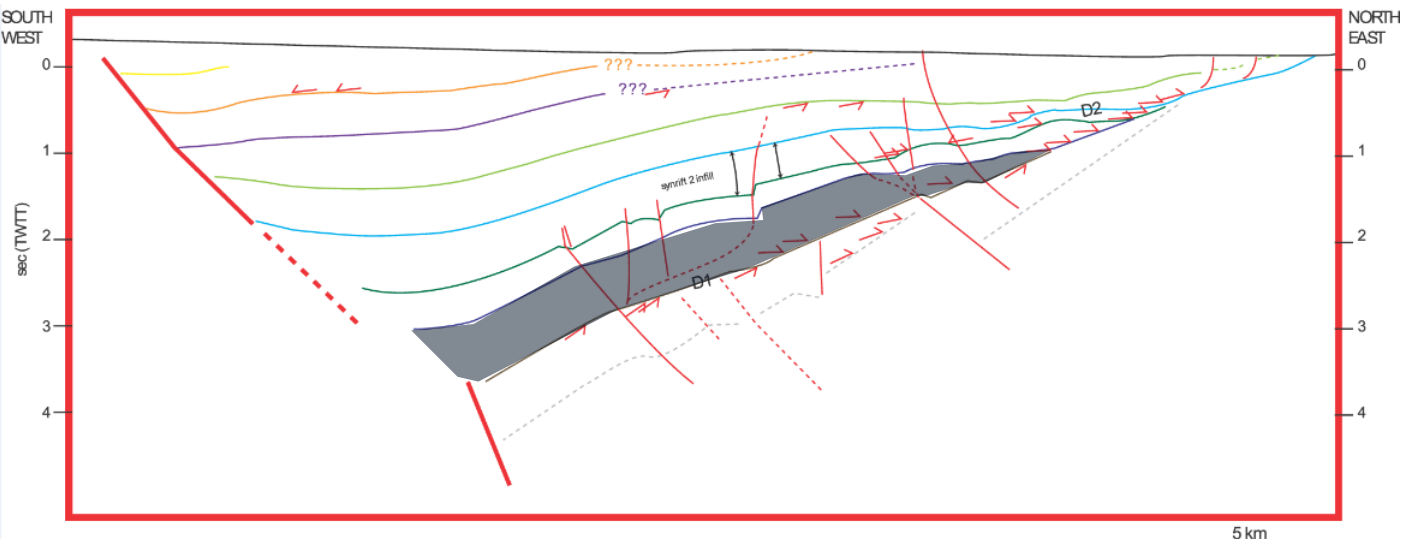 SOUTH
WEST
NORTH
EAST
0
???
0
???
D2
1
1
synrift 2 infill
sec (TWTT)
2
2
D1
3
3
4
4
5 km